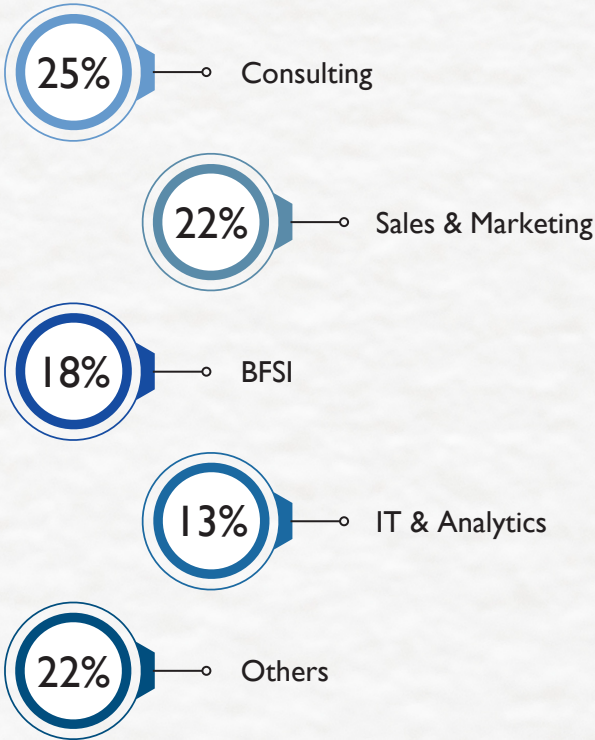 25% Consulting
22% Sales & Marketing
18% BFSI
13% IT & Analytics
22% Others